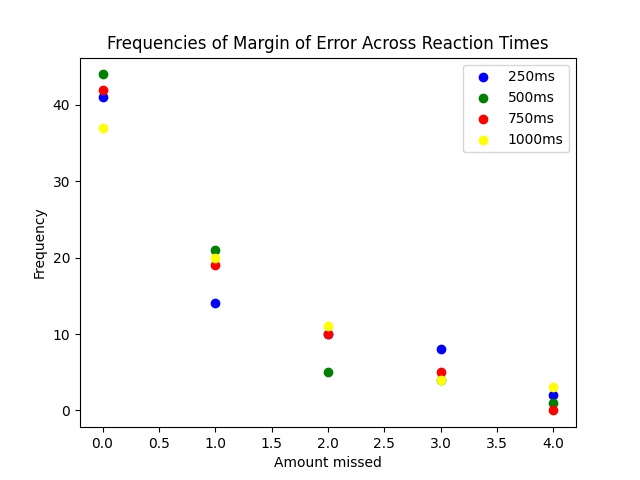 Frequencies of Margin of Error Across Reaction Times
250ms
500ms
750ms
1000ms
40
30
20
10
0
Frequency
0.0 0.5 1.0 1.5 2.0 2.5 3.0 3.5 4.0
Amount missed